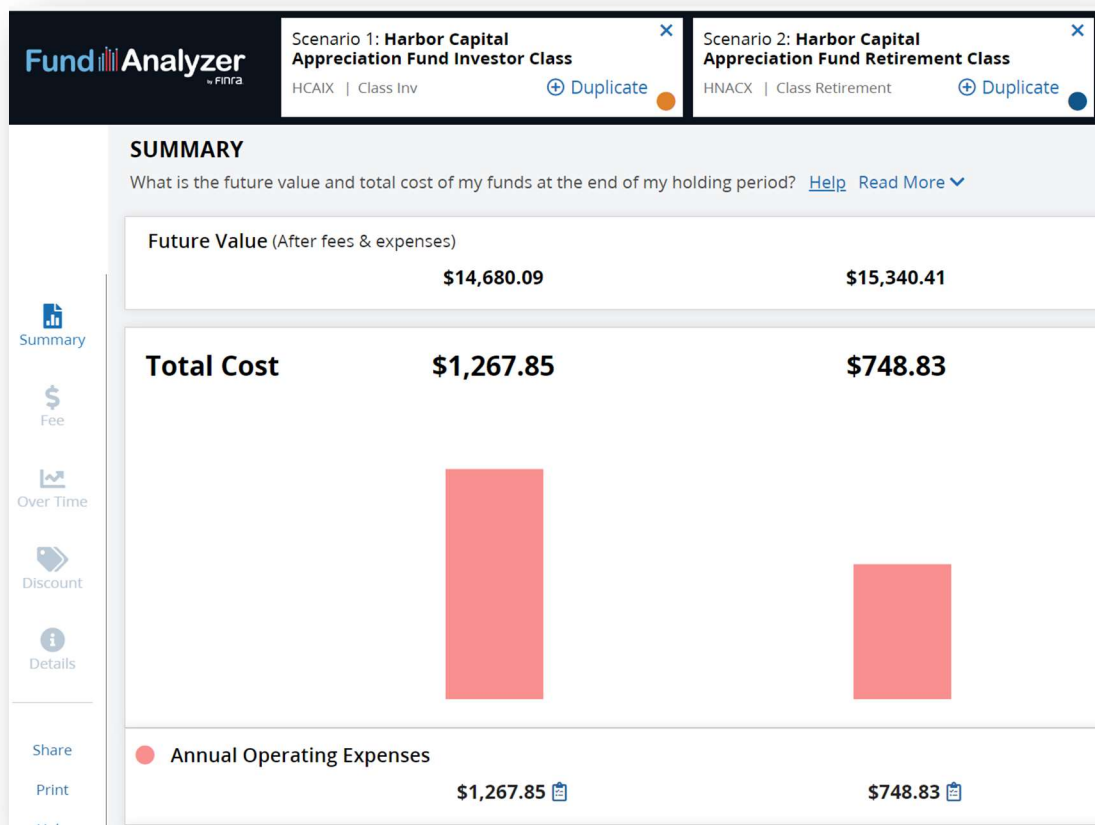 Fund Analyzer
by FINRA
Scenario 1: Harbor Capital
Appreciation Fund Investor Class
HCAIX | Class Inv
Duplicate
Scenario 2: Harbor Capital
Appreciation Fund Retirement Class
HNACX | Class Retirement
Duplicate
SUMMARY
What is the future value and total cost of my funds at the end of my holding period? Help Read More
Future Value (After fees & expenses)
$14,680.09 $15,340.41
Summary
Fee
Over Time
Discount
Details
Share
Print
Total Cost $1,267.85 $748.83
Annual Operating Expenses
$1,267.85 $748.83